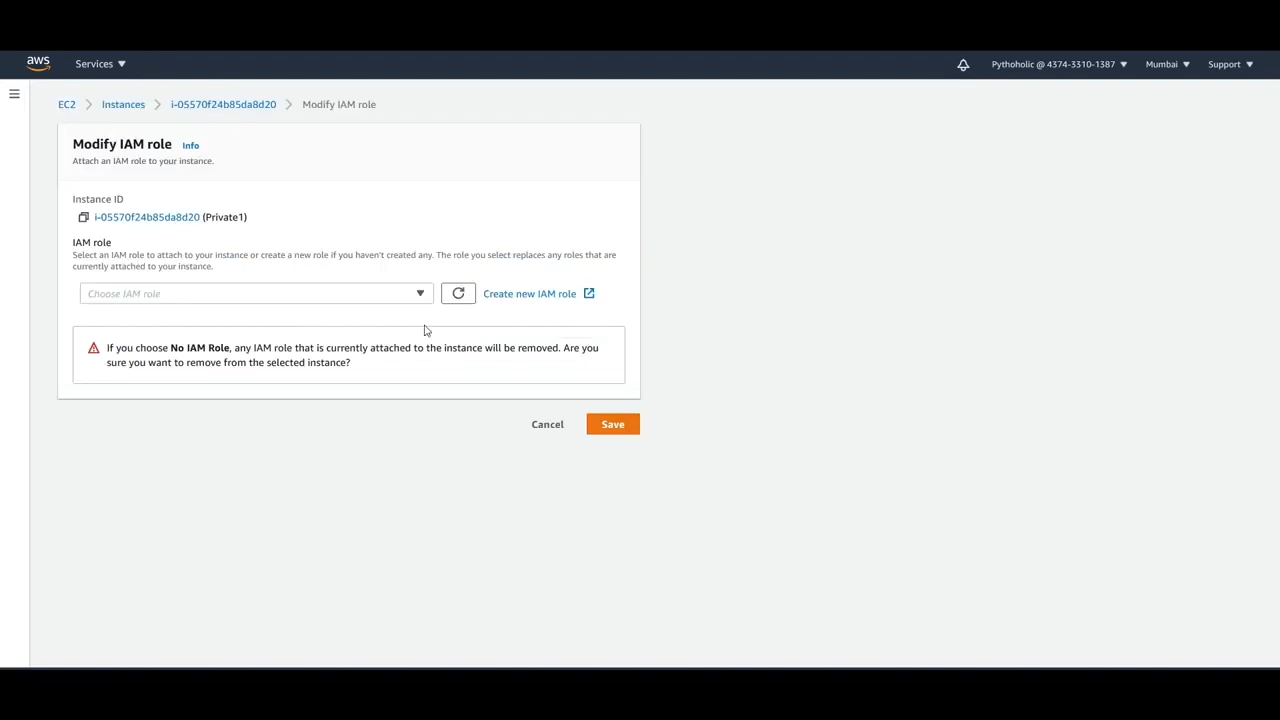 aws Services Pythoholic @ 4374-3310-1387 Mumbai Support
EC2 Instances i-05570f24b85da8d20 Modify IAM role
Modify IAM role Info
Attach an IAM role to your instance.
Instance ID
i-05570f24b85da8d20 (Private1)
IAM role
Select an IAM role to attach to your instance or create a new role if you haven't created any. The role you select replaces any roles that are
currently attached to your instance.
Choose IAM role Create new IAM role
If you choose No IAM Role, any IAM role that is currently attached to the instance will be removed. Are you
sure you want to remove from the selected instance?
Cancel Save